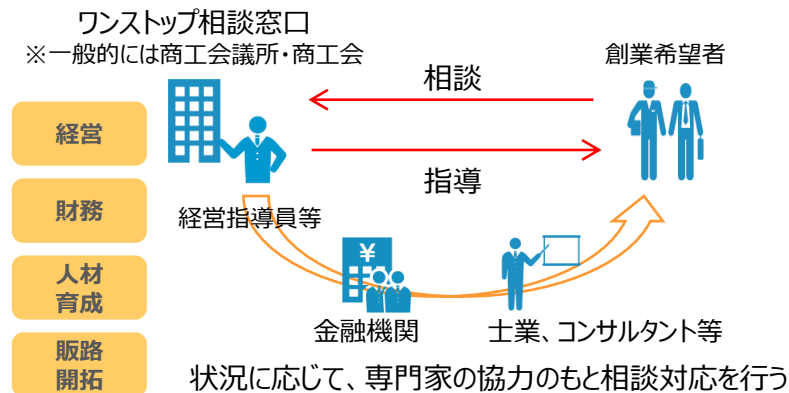 ワンストップ相談窓口
※一般的には商工会議所・商工会
創業希望者
相談
指導
経営
財務
人材
育成
販路
開拓
経営指導員等
¥
金融機関
士業、コンサルタント等
状況に応じて、専門家の協力のもと相談対応を行う